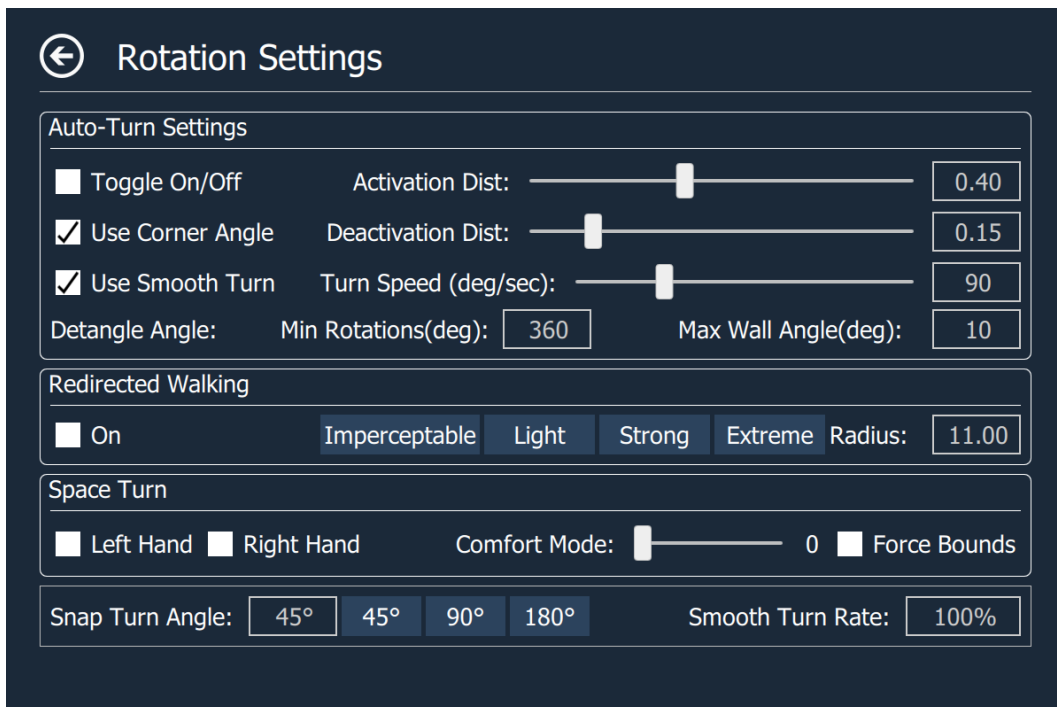 Rotation Settings
Auto-Turn Settings
Toggle On/Off Activation Dist: 0.40
Use Corner Angle Deactivation Dist: 0.15
Use Smooth Turn Turn Speed (deg/sec): 90
Detangle Angle: Min Rotations(deg): 360 Max Wall Angle(deg): 10
Redirected Walking
On Imperceptable Light Strong Extreme Radius: 11.00
Space Turn
Left Hand Right Hand Comfort Mode: 0 Force Bounds
Snap Turn Angle: 45° 45° 90° 180° Smooth Turn Rate: 100%